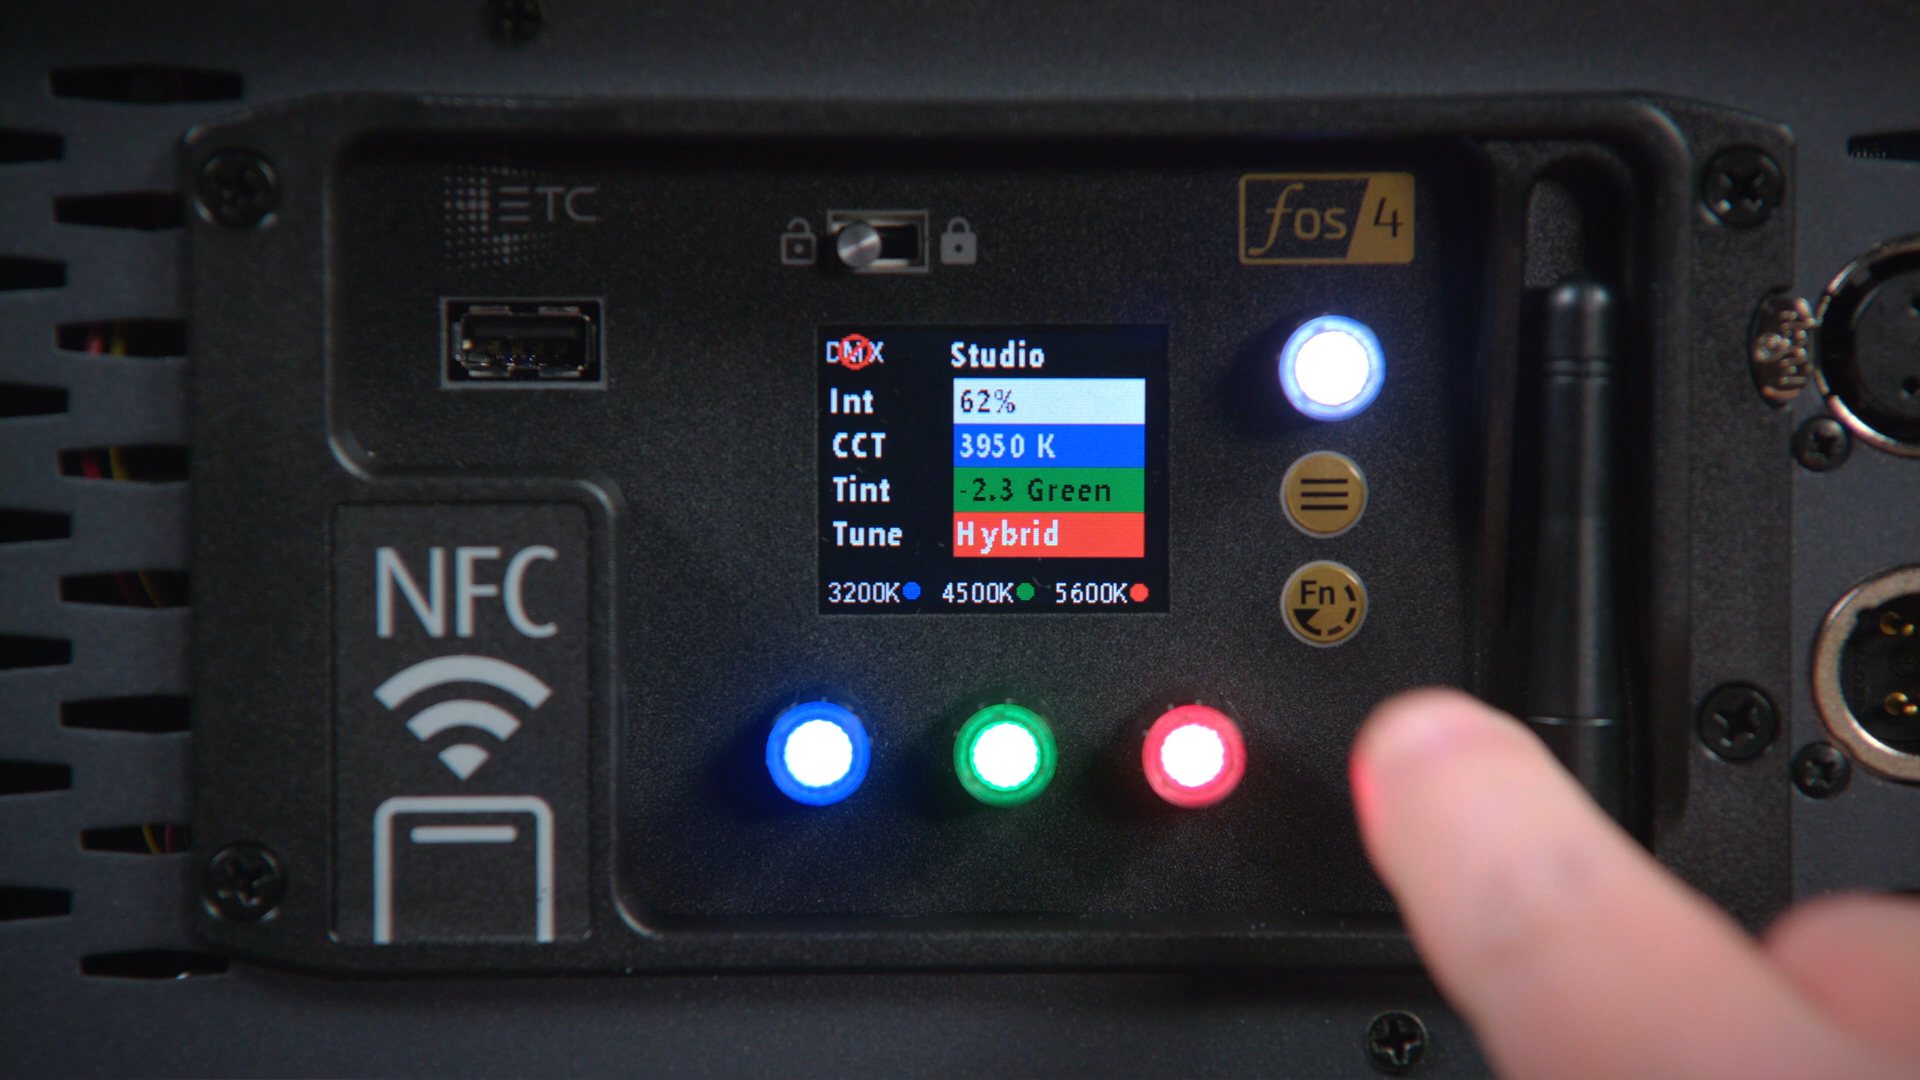 ETC
fos/4
DMX Studio
Int 62%
CCT 3950 K
Tint -2.3 Green
Tune Hybrid
3200K 4500K 5600K
Fn
NFC